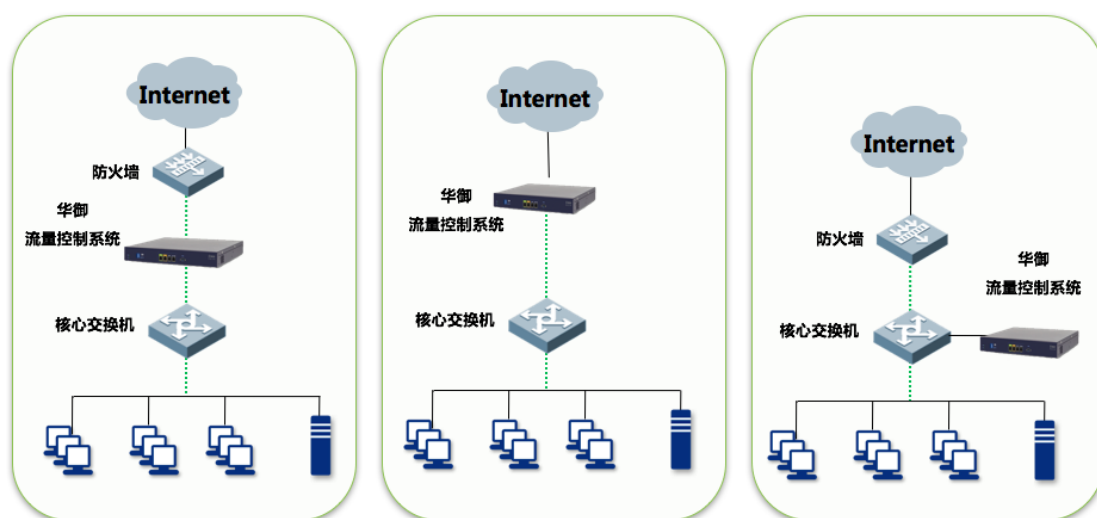 Internet
防火墙
华御
流量控制系统
核心交换机
Internet
华御
流量控制系统
核心交换机
Internet
防火墙
华御
流量控制系统
核心交换机